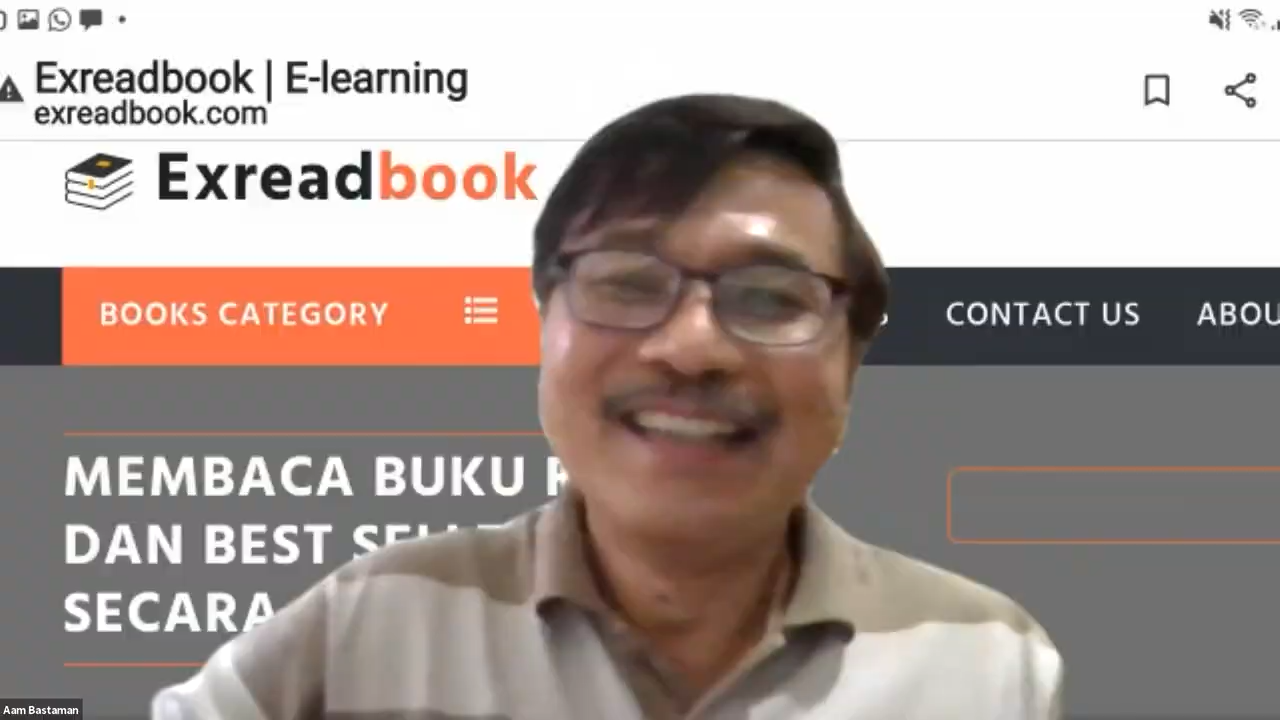 Exreadbook | E-learning
exreadbook.com
Exreadbook
BOOKS CATEGORY
CONTACT US
MEMBACA BUKU
DAN BEST
SECARA
Aam Bastaman